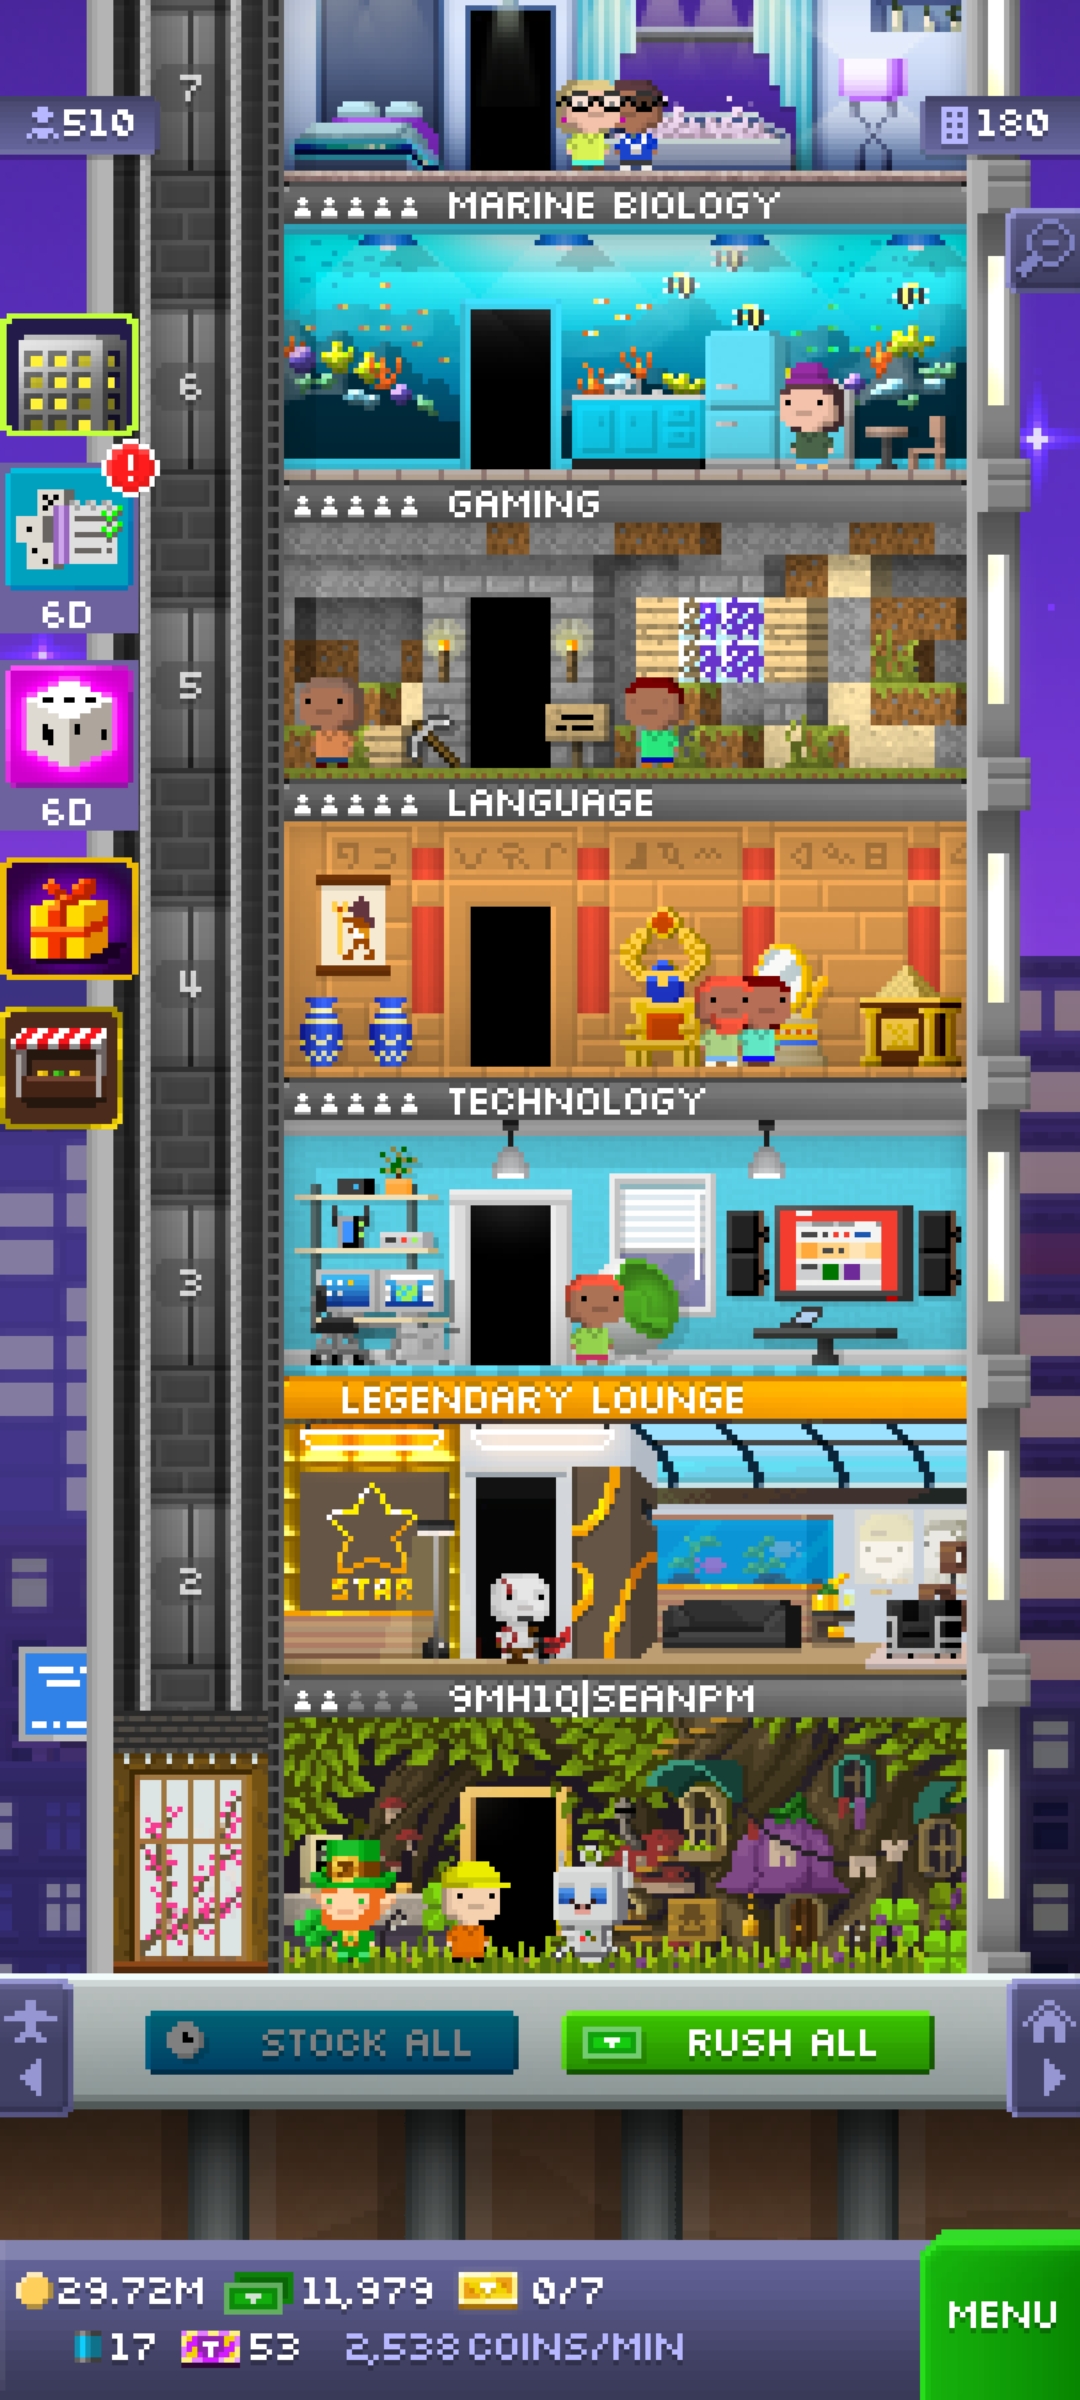 7
510
180
MARINE BIOLOGY
6
GAMING
6D
5
6D
LANGUAGE
4
TECHNOLOGY
3
LEGENDARY LOUNGE
STAR
2
9MH1Q|SEANPM
STOCK ALL
RUSH ALL
29.72M
11,979
0/7
MENU
17
53
2,538 COINS/MIN